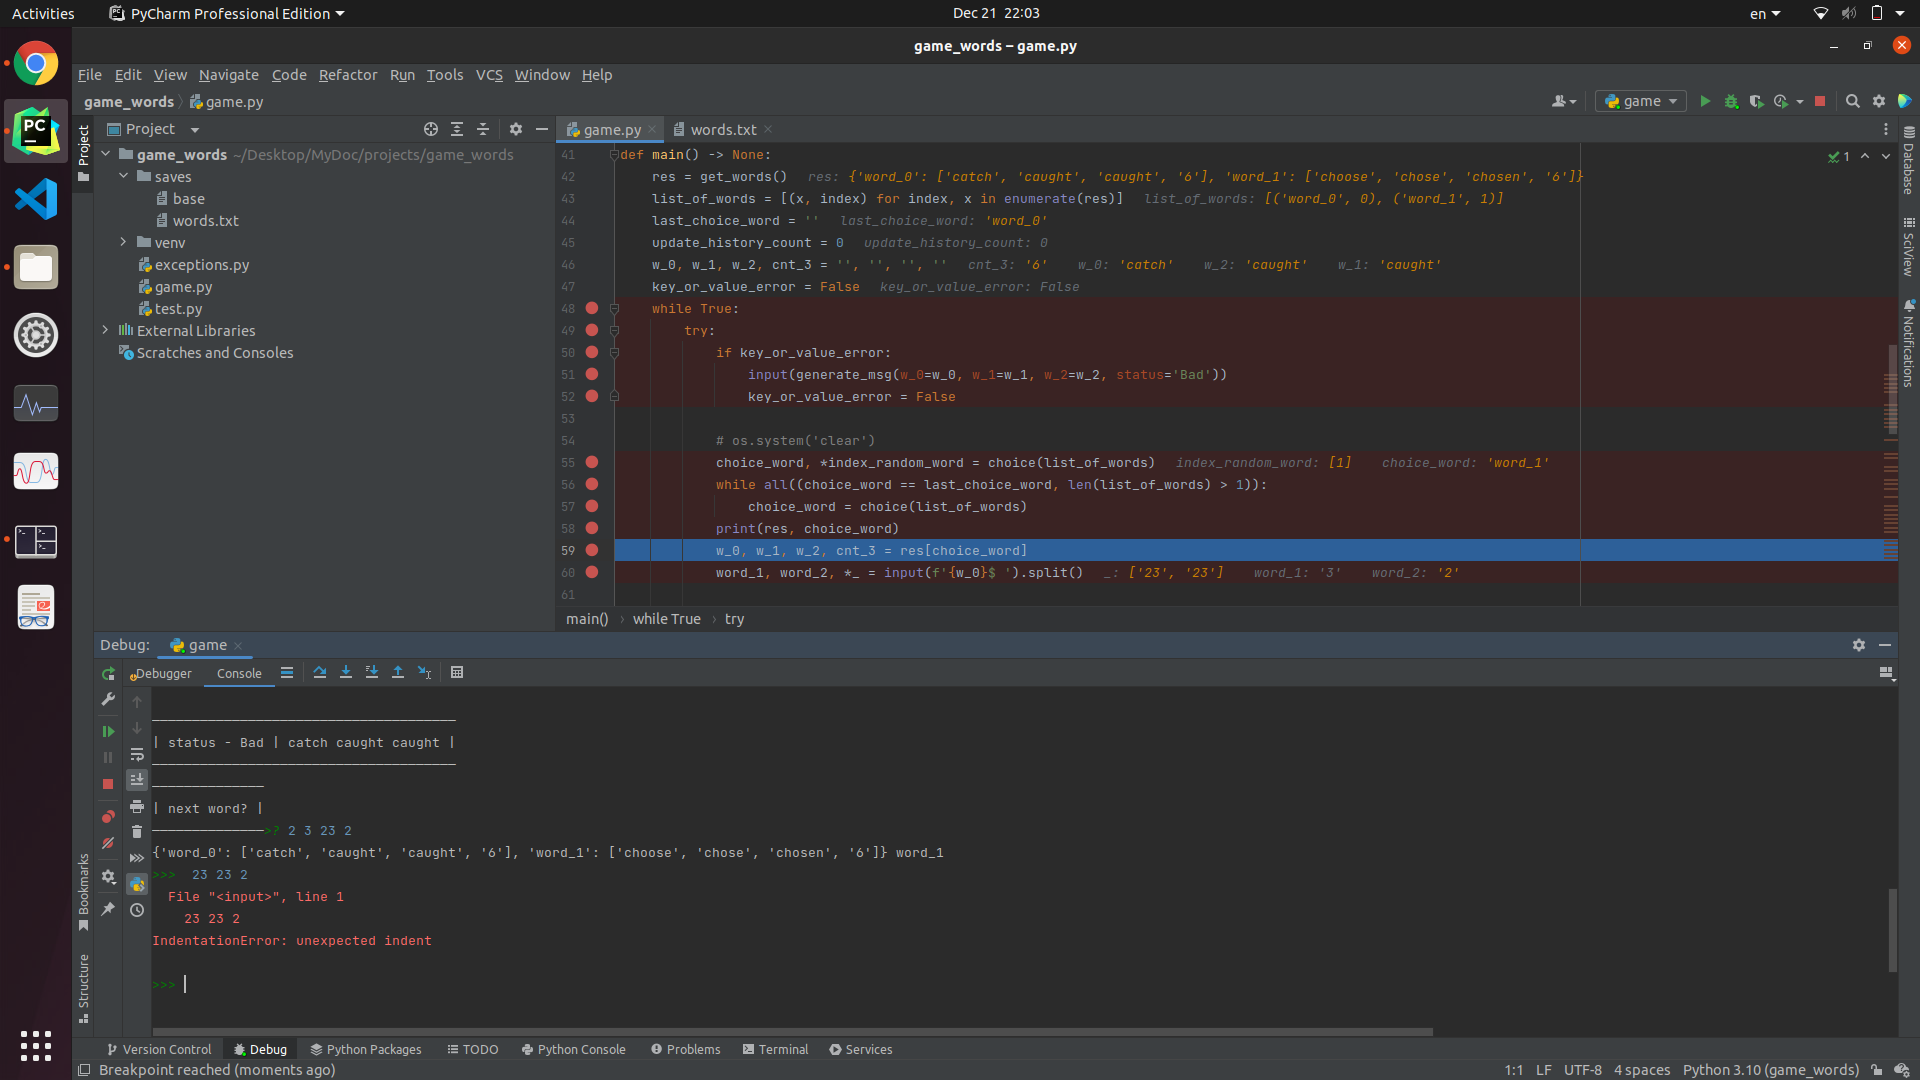 Activities PyCharm Professional Edition Dec 21 22:03 en
game_words – game.py
File Edit View Navigate Code Refactor Run Tools VCS Window Help
game_words game.py game
Project
Project
game_words ~/Desktop/MyDoc/projects/game_words
saves
base
words.txt
venv
exceptions.py
game.py
test.py
External Libraries
Scratches and Consoles
game.py words.txt
1
41 def main() -> None:
42 res = get_words() res: {'word_0': ['catch', 'caught', 'caught', '6'], 'word_1': ['choose', 'chose', 'chosen', '6']}
43 list_of_words = [(x, index) for index, x in enumerate(res)] list_of_words: [('word_0', 0), ('word_1', 1)]
44 last_choice_word = '' last_choice_word: 'word_0'
45 update_history_count = 0 update_history_count: 0
46 w_0, w_1, w_2, cnt_3 = '', '', '', '' cnt_3: '6' w_0: 'catch' w_2: 'caught' w_1: 'caught'
47 key_or_value_error = False key_or_value_error: False
48 while True:
49 try:
50 if key_or_value_error:
51 input(generate_msg(w_0=w_0, w_1=w_1, w_2=w_2, status='Bad'))
52 key_or_value_error = False
53
54 # os.system('clear')
55 choice_word, *index_random_word = choice(list_of_words) index_random_word: [1] choice_word: 'word_1'
56 while all((choice_word == last_choice_word, len(list_of_words) > 1)):
57 choice_word = choice(list_of_words)
58 print(res, choice_word)
59 w_0, w_1, w_2, cnt_3 = res[choice_word]
60 word_1, word_2, *_ = input(f'{w_0}$ ').split() _: ['23', '23'] word_1: '3' word_2: '2'
61
main() › while True › try
Database
SciView
Notifications
Debug: game
Debugger Console
| status - Bad | catch caught caught |
| next word? |
>? 2 3 23 2
{'word_0': ['catch', 'caught', 'caught', '6'], 'word_1': ['choose', 'chose', 'chosen', '6']} word_1
>>> 23 23 2
File "<input>", line 1
23 23 2
IndentationError: unexpected indent
>>>
Bookmarks
Structure
Version Control Debug Python Packages TODO Python Console Problems Terminal Services
Breakpoint reached (moments ago) 1:1 LF UTF-8 4 spaces Python 3.10 (game_words)